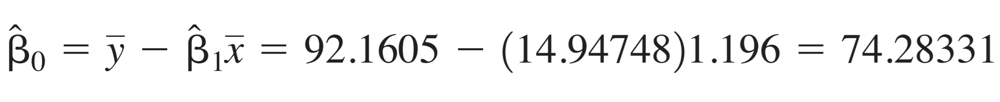 β̂₀ = y̅ − β̂₁x̅ = 92.1605 − (14.94748)1.196 = 74.28331